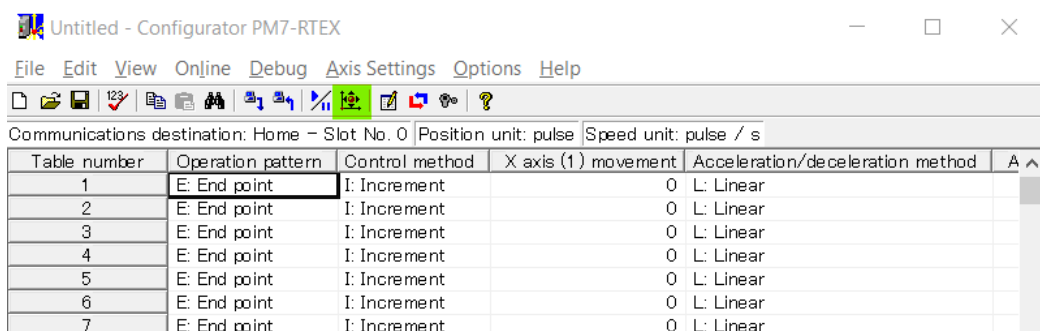 Untitled - Configurator PM7-RTEX
File Edit View Online Debug Axis Settings Options Help
Communications destination: Home - Slot No. 0 Position unit: pulse Speed unit: pulse / s
Table number Operation pattern Control method X axis (1) movement Acceleration/deceleration method A
1 E: End point I: Increment 0 L: Linear
2 E: End point I: Increment 0 L: Linear
3 E: End point I: Increment 0 L: Linear
4 E: End point I: Increment 0 L: Linear
5 E: End point I: Increment 0 L: Linear
6 E: End point I: Increment 0 L: Linear
7 E: End point I: Increment 0 L: Linear